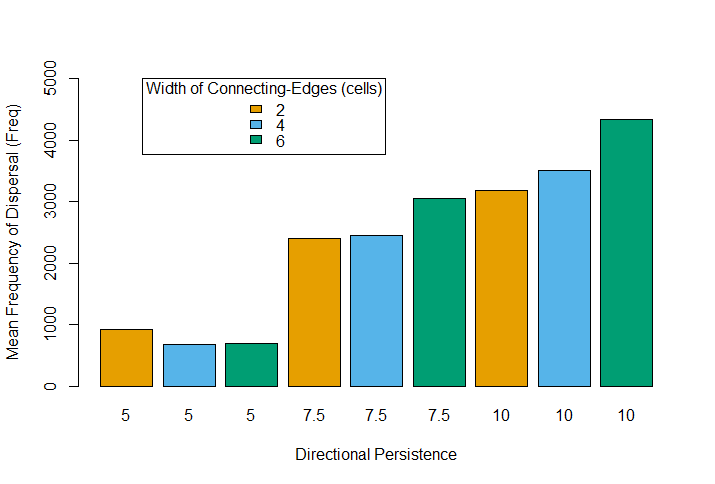 Width of Connecting-Edges (cells)
2
4
6
Mean Frequency of Dispersal (Freq)
5000
4000
3000
2000
1000
0
5 5 5 7.5 7.5 7.5 10 10 10
Directional Persistence